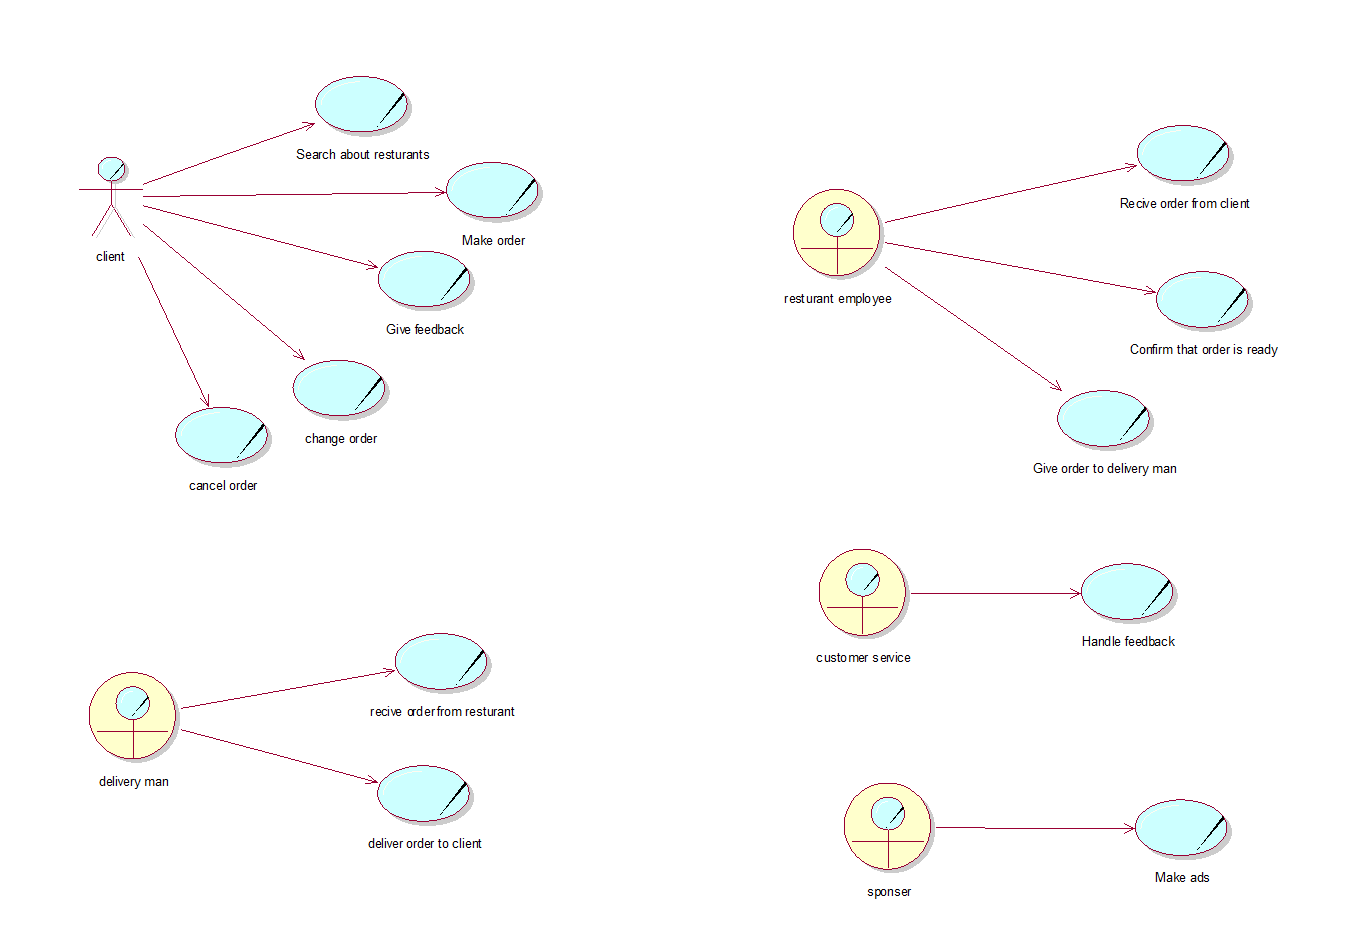 Search about resturants
Make order
client
Give feedback
change order
cancel order
Recive order from client
resturant employee
Confirm that order is ready
Give order to delivery man
customer service
Handle feedback
recive order from resturant
delivery man
deliver order to client
Make ads
sponser